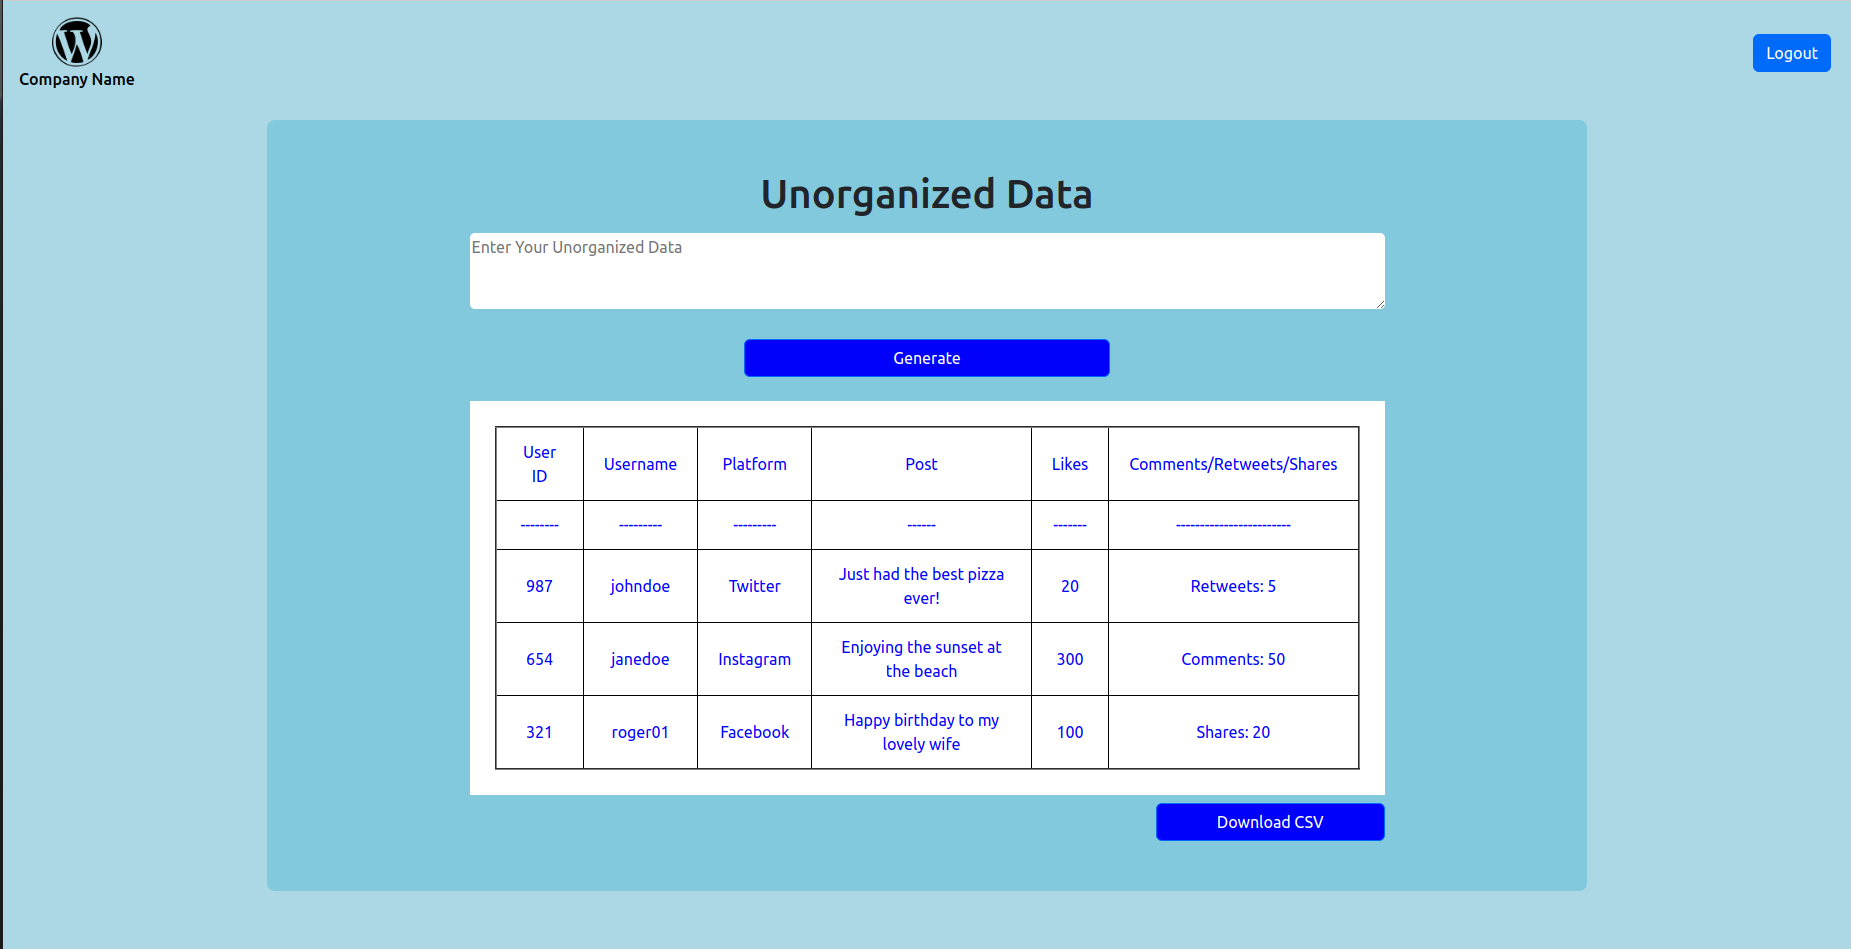 Company Name
Logout
Unorganized Data
Enter Your Unorganized Data
Generate
User ID Username Platform Post Likes Comments/Retweets/Shares
-------- --------- --------- ------ ------- ------------------------
987 johndoe Twitter Just had the best pizza ever! 20 Retweets: 5
654 janedoe Instagram Enjoying the sunset at the beach 300 Comments: 50
321 roger01 Facebook Happy birthday to my lovely wife 100 Shares: 20
Download CSV